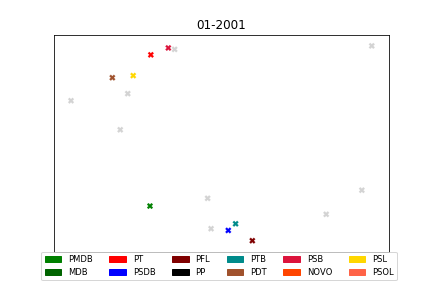 01-2001
PMDB PT PFL PTB PSB PSL
MDB PSDB PP PDT NOVO PSOL